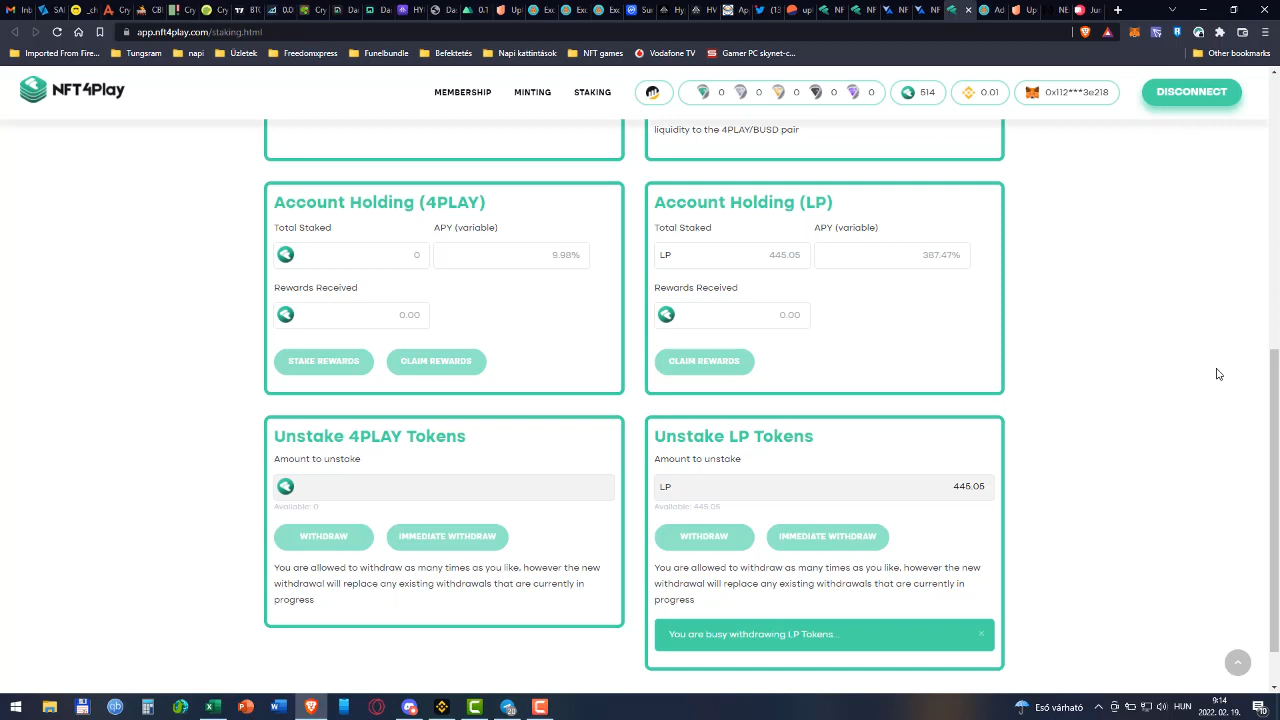 app.nft4play.com/staking.html
Imported From Fire...
Tungsram
napi
Üzletek
Freedomexpress
Fundbundle
Befektetés
Napi kattintások
NFT games
Vodafone TV
Gamer PC skynet-c...
Other bookmarks
NFT4Play
MEMBERSHIP
MINTING
STAKING
0
0
0
0
0
514
0.01
0x112***3e218
DISCONNECT
liquidity to the 4PLAY/BUSD pair
Account Holding (4PLAY)
Total Staked
APY (variable)
0
9.98%
Rewards Received
0.00
STAKE REWARDS
CLAIM REWARDS
Account Holding (LP)
Total Staked
APY (variable)
LP
445.05
387.47%
Rewards Received
0.00
CLAIM REWARDS
Unstake 4PLAY Tokens
Amount to unstake
Available: 0
WITHDRAW
IMMEDIATE WITHDRAW
You are allowed to withdraw as many times as you like, however the new
withdrawal will replace any existing withdrawals that are currently in
progress
Unstake LP Tokens
Amount to unstake
LP
445.05
Available: 445.05
WITHDRAW
IMMEDIATE WITHDRAW
You are allowed to withdraw as many times as you like, however the new
withdrawal will replace any existing withdrawals that are currently in
progress
You are busy withdrawing LP Tokens...
Eső várható
HUN
9:14
2022. 02. 19.